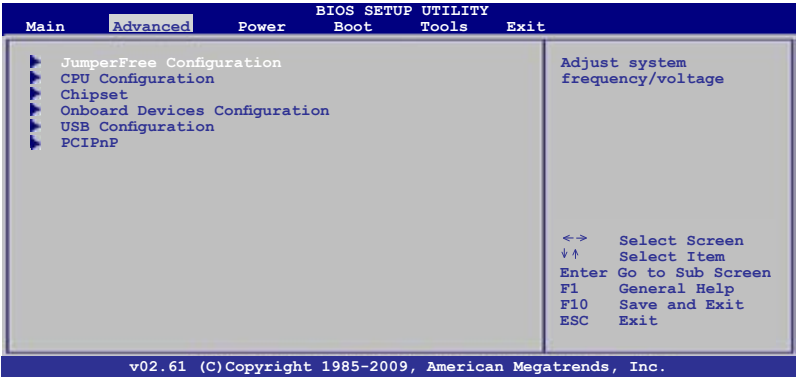 BIOS SETUP UTILITY
Main Advanced Power Boot Tools Exit
JumperFree Configuration
CPU Configuration
Chipset
Onboard Devices Configuration
USB Configuration
PCIPnP
Adjust system
frequency/voltage
←→ Select Screen
↓↑ Select Item
Enter Go to Sub Screen
F1 General Help
F10 Save and Exit
ESC Exit
v02.61 (C)Copyright 1985-2009, American Megatrends, Inc.